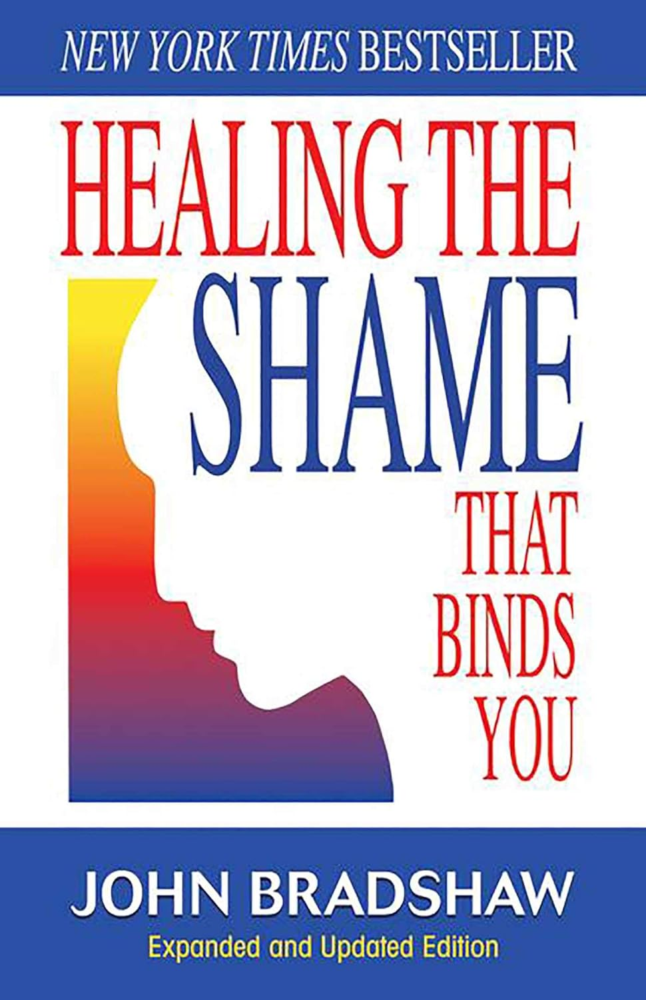 NEW YORK TIMES BESTSELLER
HEALING THE
SHAME
THAT
BINDS
YOU
JOHN BRADSHAW
Expanded and Updated Edition